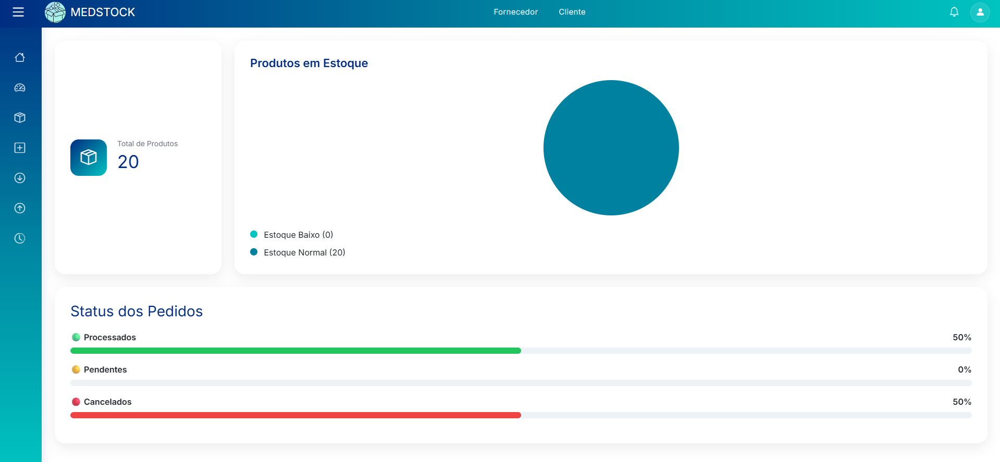 MEDSTOCK
Fornecedor
Cliente
Total de Produtos
20
Produtos em Estoque
Estoque Baixo (0)
Estoque Normal (20)
Status dos Pedidos
Processados 50%
Pendentes 0%
Cancelados 50%